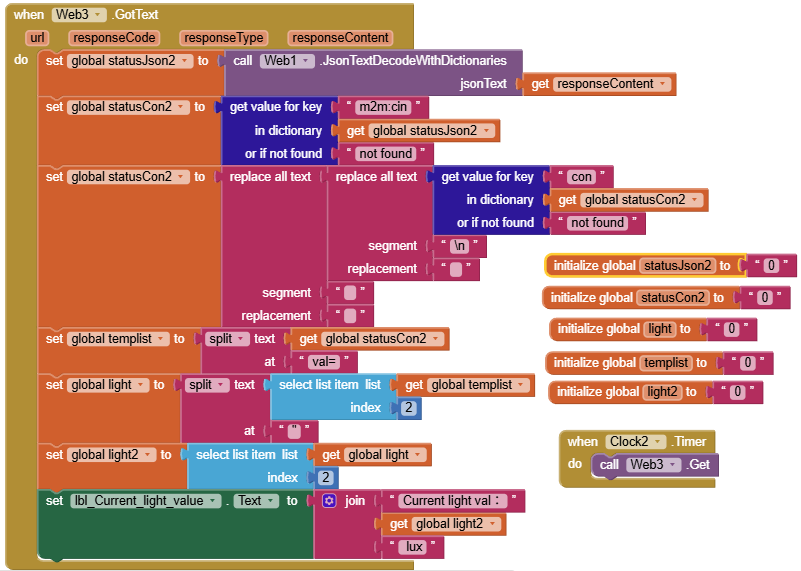 when Web3 .GotText
url responseCode responseType responseContent
do set global statusJson2 to call Web1 .JsonTextDecodeWithDictionaries
jsonText get responseContent
set global statusCon2 to get value for key " m2m:cin "
in dictionary get global statusJson2
or if not found " not found "
set global statusCon2 to replace all text replace all text get value for key " con "
in dictionary get global statusCon2
or if not found " not found "
segment " \n "
replacement " "
segment " "
replacement " "
set global templist to split text get global statusCon2
at " val= "
set global light to split text select list item list get global templist
index 2
at " " "
set global light2 to select list item list get global light
index 2
set lbl_Current_light_value . Text to join " Current light val： "
get global light2
" lux "
initialize global statusJson2 to " 0 "
initialize global statusCon2 to " 0 "
initialize global light to " 0 "
initialize global templist to " 0 "
initialize global light2 to " 0 "
when Clock2 .Timer
do call Web3 .Get